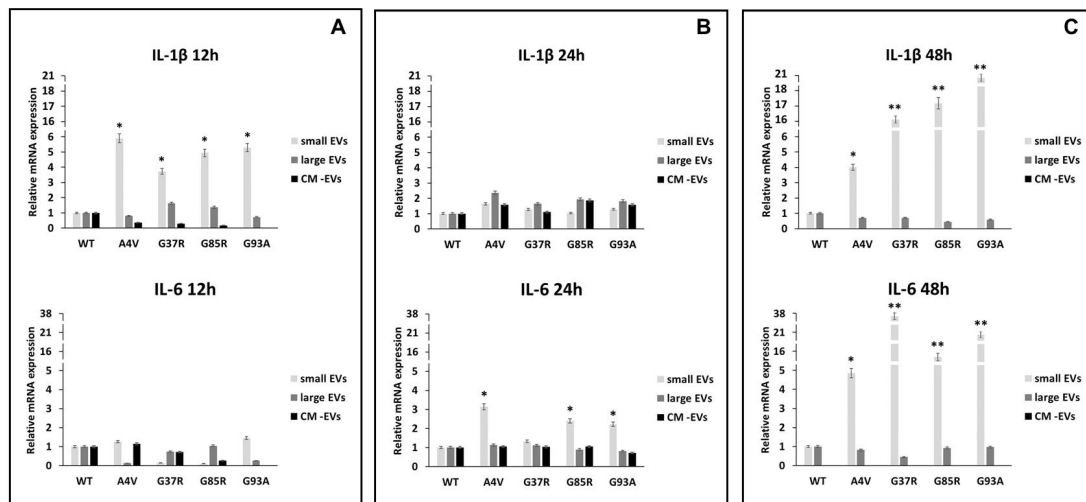 A
IL-1β 12h
Relative mRNA expression
21
18
17
16
6
5
4
3
2
1
0
*
*
*
*
WT A4V G37R G85R G93A
small EVs
large EVs
CM -EVs
IL-6 12h
Relative mRNA expression
38
21
16
5
4
3
2
1
0
WT A4V G37R G85R G93A
small EVs
large EVs
CM -EVs
B
IL-1β 24h
Relative mRNA expression
21
18
17
16
6
5
4
3
2
1
0
WT A4V G37R G85R G93A
small EVs
large EVs
CM -EVs
IL-6 24h
Relative mRNA expression
38
21
16
5
4
3
2
1
0
*
*
*
WT A4V G37R G85R G93A
small EVs
large EVs
CM -EVs
C
IL-1β 48h
Relative mRNA expression
21
18
17
16
6
5
4
3
2
1
0
*
**
**
**
WT A4V G37R G85R G93A
small EVs
large EVs
CM -EVs
IL-6 48h
Relative mRNA expression
38
21
16
5
4
3
2
1
0
*
**
**
**
WT A4V G37R G85R G93A
small EVs
large EVs
CM -EVs